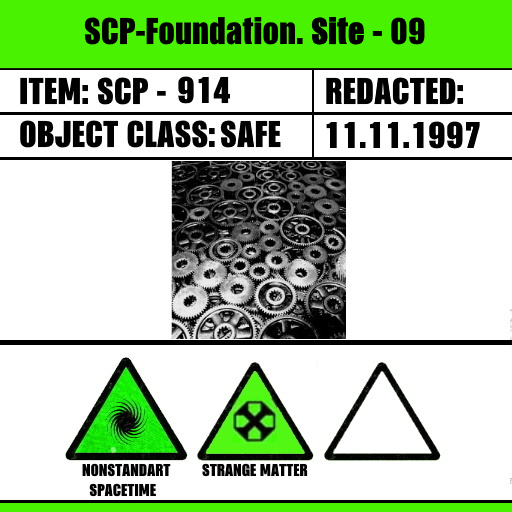 SCP-Foundation. Site - 09
ITEM: SCP - 914
REDACTED:
OBJECT CLASS: SAFE
11.11.1997
NONSTANDART
SPACETIME
STRANGE MATTER